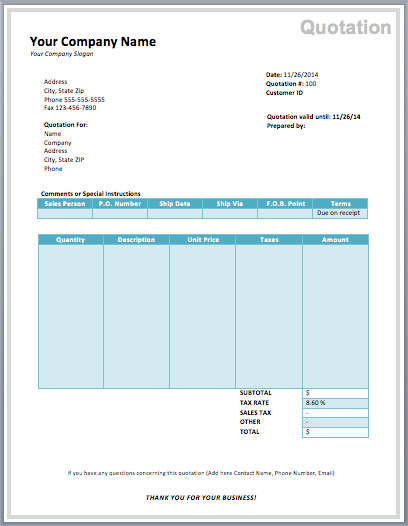 Quotation
Your Company Name
Your Company Slogan
Date: 11/26/2014
Quotation #: 100
Customer ID
Address
City, State Zip
Phone 555-555-5555
Fax 123-456-7890
Quotation valid until: 11/26/14
Prepared by:
Quotation For:
Name
Company
Address
City, State ZIP
Phone
Comments or Special Instructions
Sales Person P.O. Number Ship Date Ship Via F.O.B. Point Terms
Due on receipt
Quantity Description Unit Price Taxes Amount
SUBTOTAL $
TAX RATE 8.60 %
SALES TAX -
OTHER -
TOTAL $
If you have any questions concerning this quotation (Add here Contact Name, Phone Number, Email)
THANK YOU FOR YOUR BUSINESS!